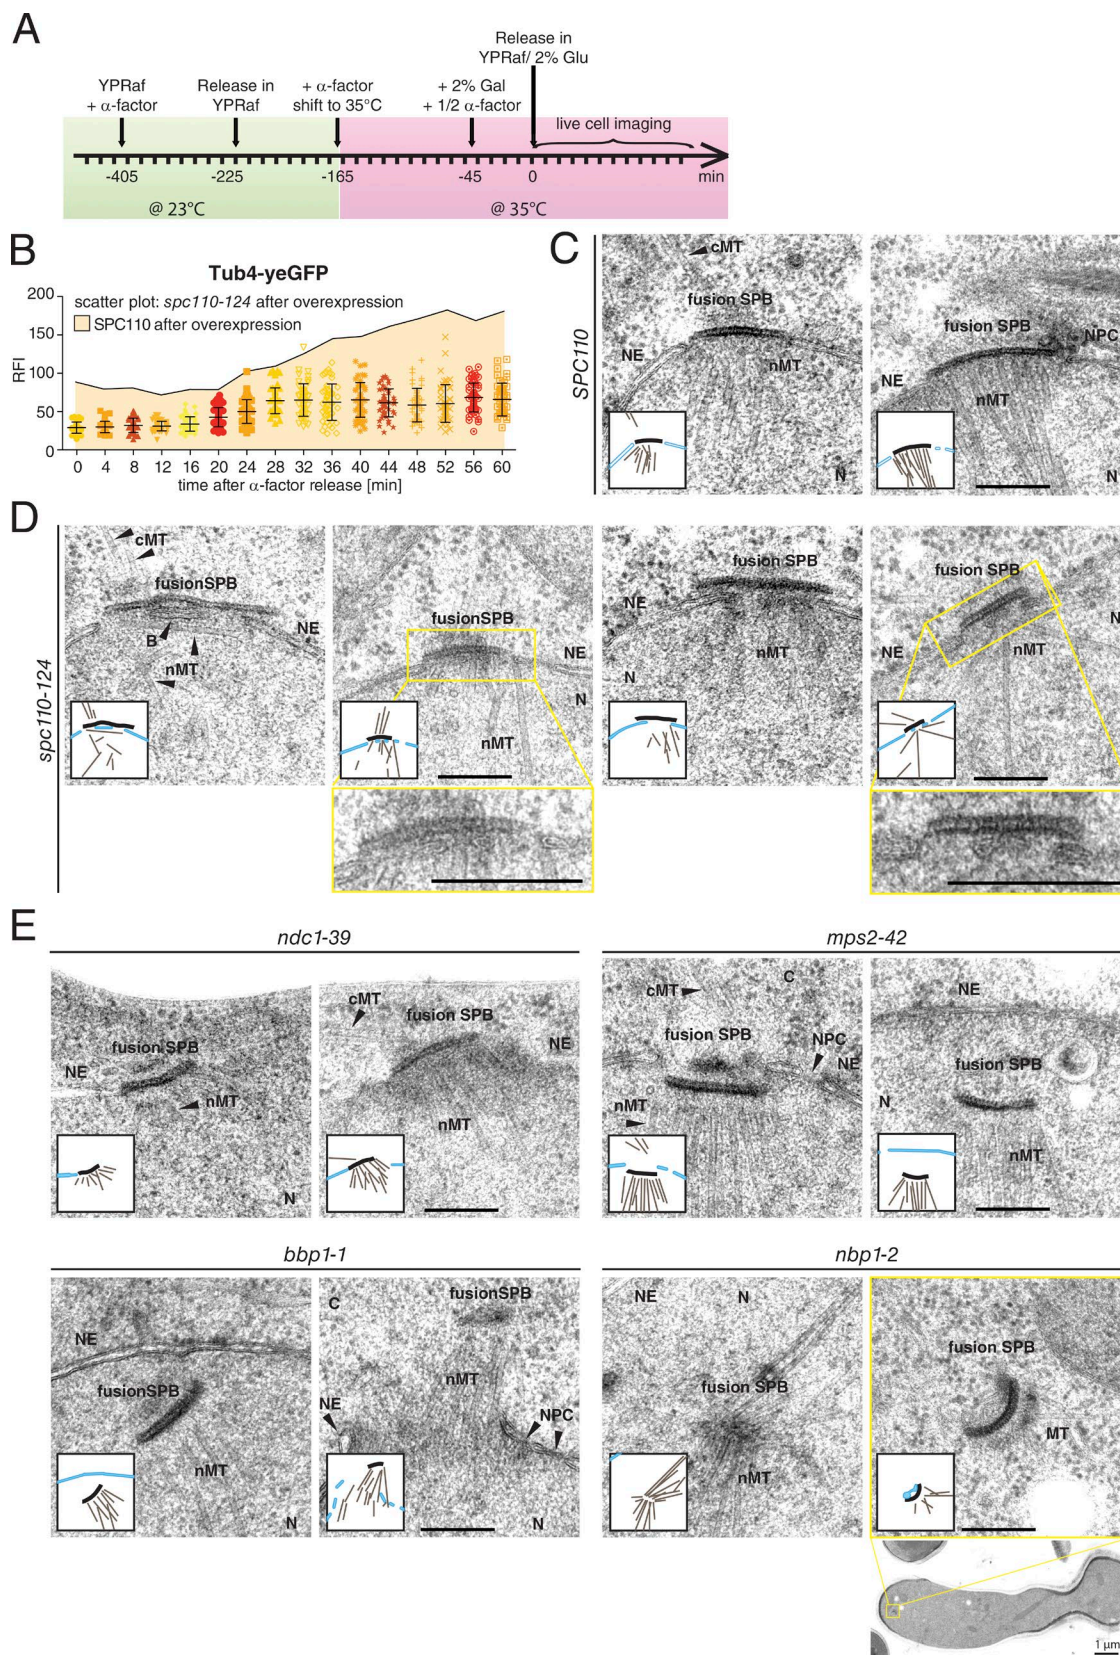 A
Release in
YPRaf/ 2% Glu
YPRaf
+ α-factor
Release in
YPRaf
+ α-factor
shift to 35°C
+ 2% Gal
+ 1/2 α-factor
live cell imaging
-405
-225
-165
-45
0
min
@ 23°C
@ 35°C
B
Tub4-yeGFP
scatter plot: spc110-124 after overexpression
SPC110 after overexpression
RFI
200
150
100
50
0
0 4 8 12 16 20 24 28 32 36 40 44 48 52 56 60
time after α-factor release [min]
C
SPC110
cMT
fusion SPB
NE
nMT
N
fusion SPB
NPC
NE
nMT
N
D
spc110-124
cMT
fusionSPB
B
NE
nMT
fusionSPB
NE
N
nMT
fusion SPB
NE
nMT
N
fusion SPB
N
NE
nMT
E
ndc1-39
fusion SPB
NE
nMT
N
cMT
fusion SPB
NE
nMT
mps2-42
C
cMT
fusion SPB
NPC
NE
nMT
NE
fusion SPB
N
nMT
bbp1-1
NE
fusionSPB
nMT
N
C
fusionSPB
nMT
NE
NPC
N
nbp1-2
NE
N
fusion SPB
nMT
fusion SPB
MT
1 µm